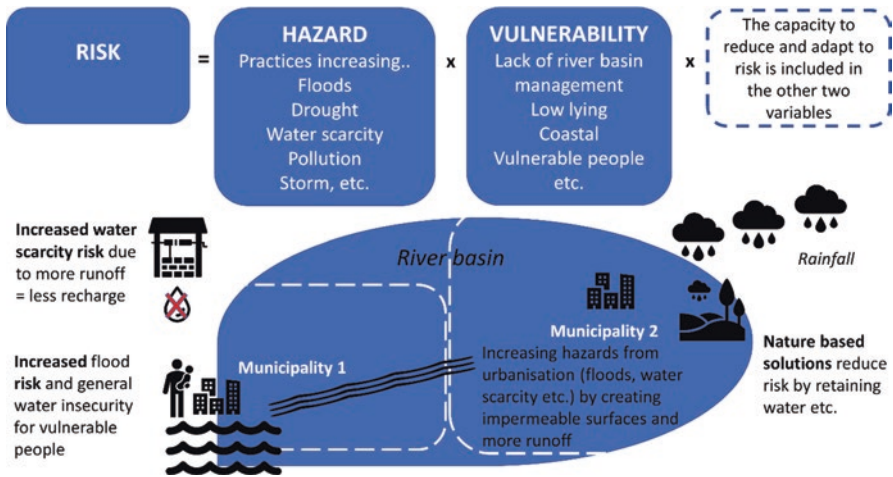 RISK
=
HAZARD
Practices increasing..
Floods
Drought
Water scarcity
Pollution
Storm, etc.
x
VULNERABILITY
Lack of river basin
management
Low lying
Coastal
Vulnerable people
etc.
x
The capacity to
reduce and adapt to
risk is included in
the other two
variables
Increased water
scarcity risk due
to more runoff
= less recharge
River basin
Rainfall
Increased flood
risk and general
water insecurity
for vulnerable
people
Municipality 1
Municipality 2
Increasing hazards from
urbanisation (floods, water
scarcity etc.) by creating
impermeable surfaces and
more runoff
Nature based
solutions reduce
risk by retaining
water etc.